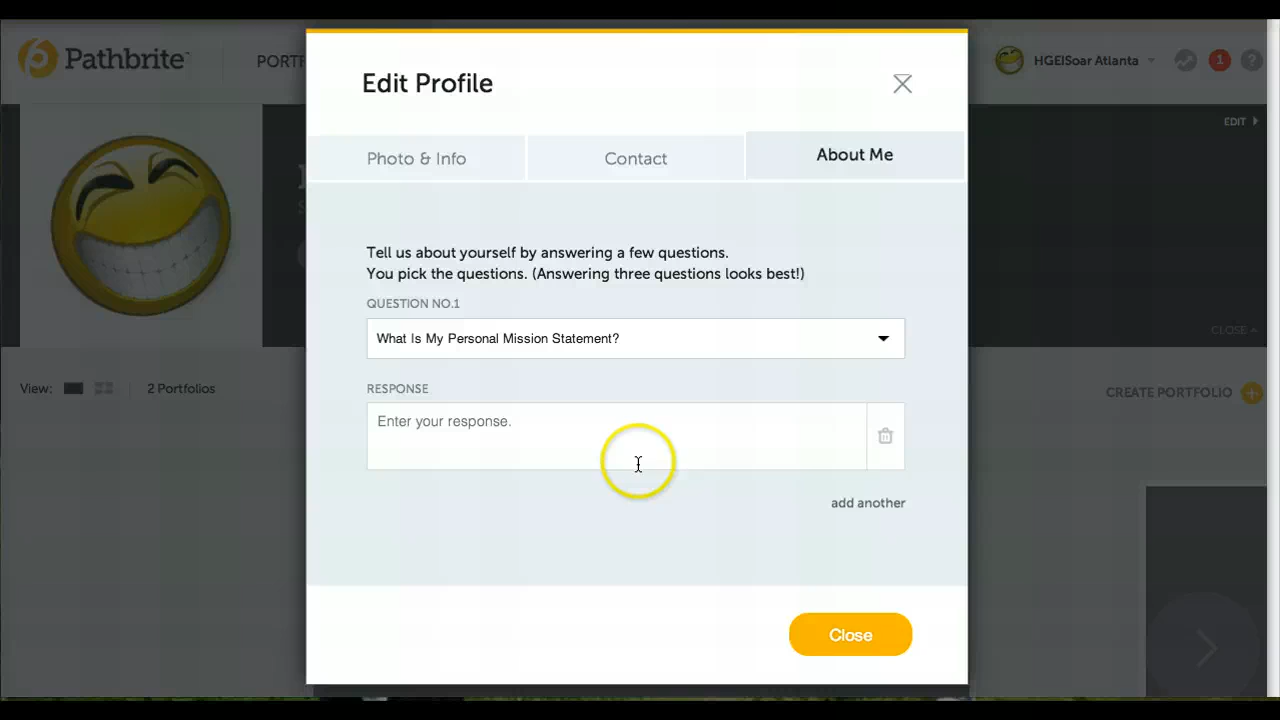 Pathbrite™
PORTF
HGEISoar Atlanta
1
?
EDIT
Edit Profile
Photo & Info
Contact
About Me
Tell us about yourself by answering a few questions.
You pick the questions. (Answering three questions looks best!)
QUESTION NO.1
What Is My Personal Mission Statement?
CLOSE
View:
2 Portfolios
RESPONSE
CREATE PORTFOLIO
Enter your response.
add another
Close